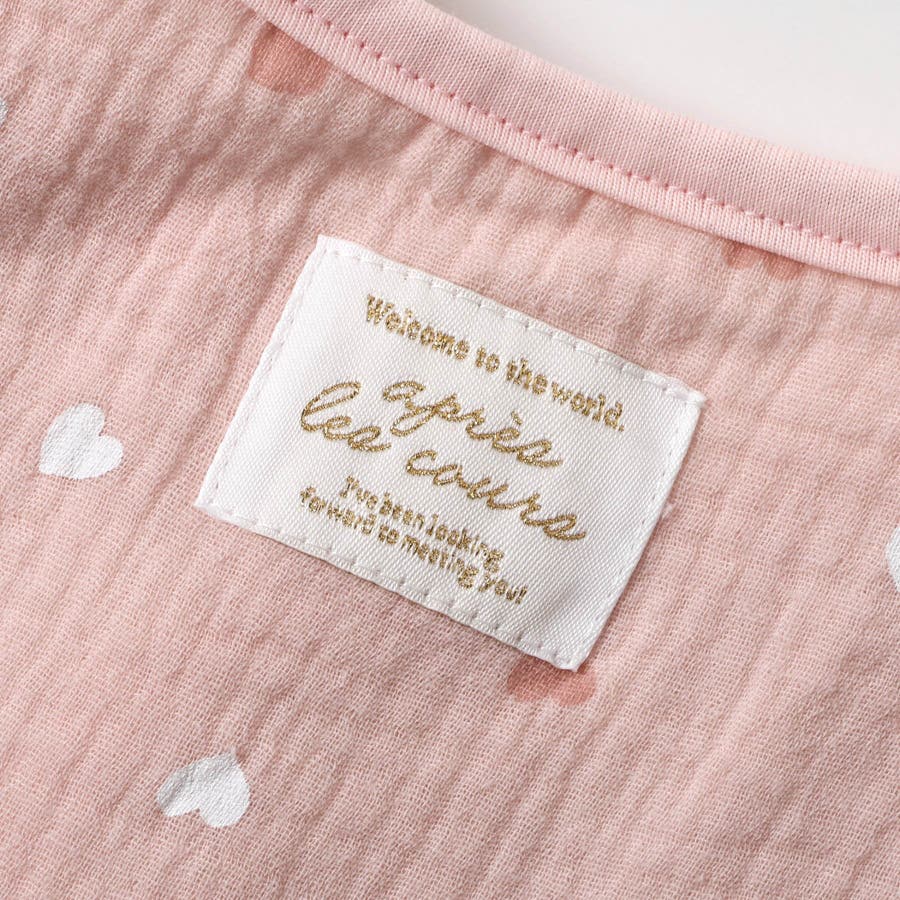 Welcome to the world.
après
les cours
I've been looking
forward to meeting you!